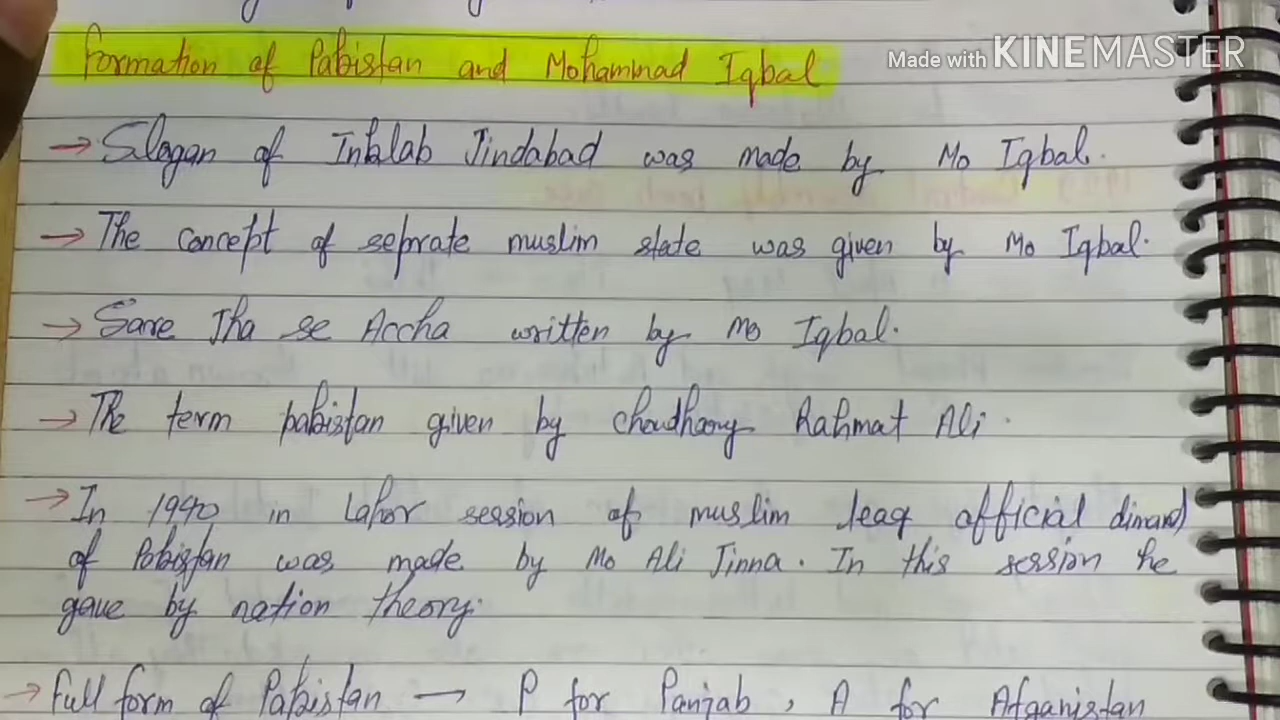 Formation of Pakistan and Mohammad Iqbal
Made with KINEMASTER
→ Slogan of Inklab Jindabad was made by Mo Iqbal.
→ The concept of seprate muslim state was given by Mo Iqbal.
→ Sare Jha se Accha written by Mo Iqbal.
→ The term pakistan given by Choudhary Rahmat Ali.
→ In 1940 in Lahor session of muslim leag official dimand
of Pakistan was made by Mo Ali Jinna. In this session he
gave by nation theory.
→ Full form of Pakistan → P for Panjab, A for Afganistan